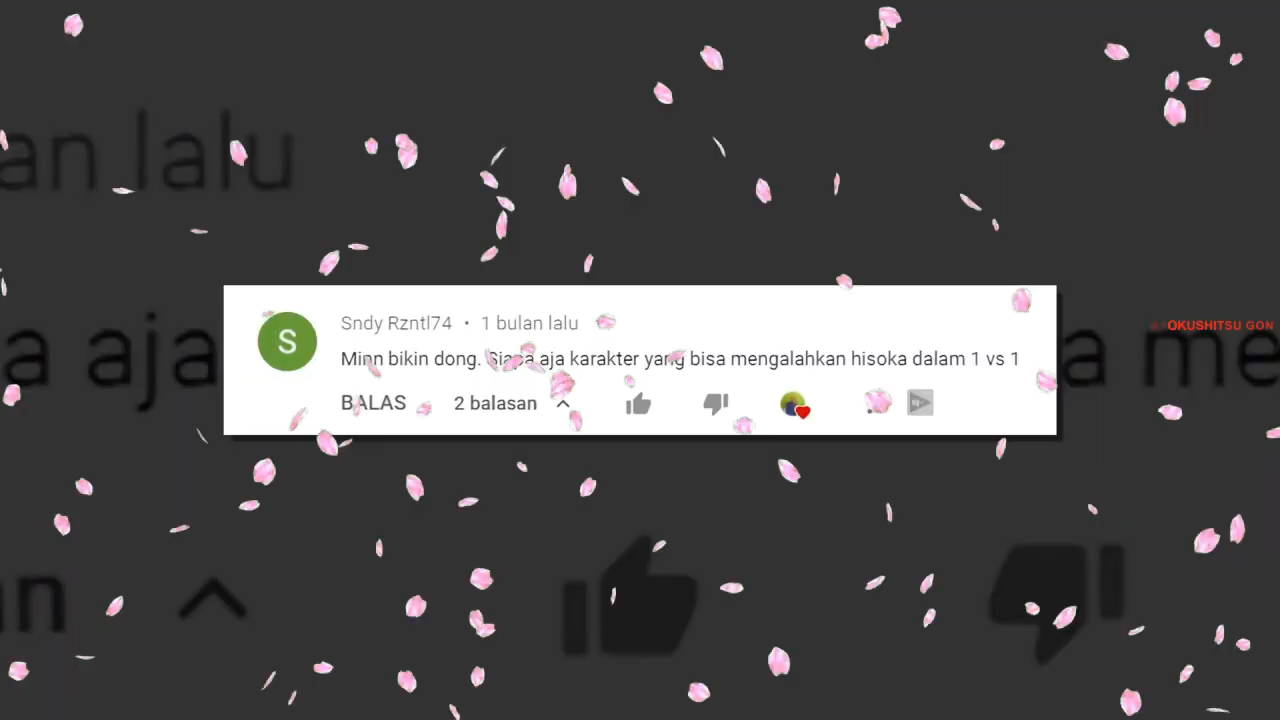 an lalu
Sndy Rzntl74 • 1 bulan lalu
OKUSHITSU GON
a aja
Minn bikin dong. Siapa aja karakter yang bisa mengalahkan hisoka dalam 1 vs 1
a me
BALAS 2 balasan
an